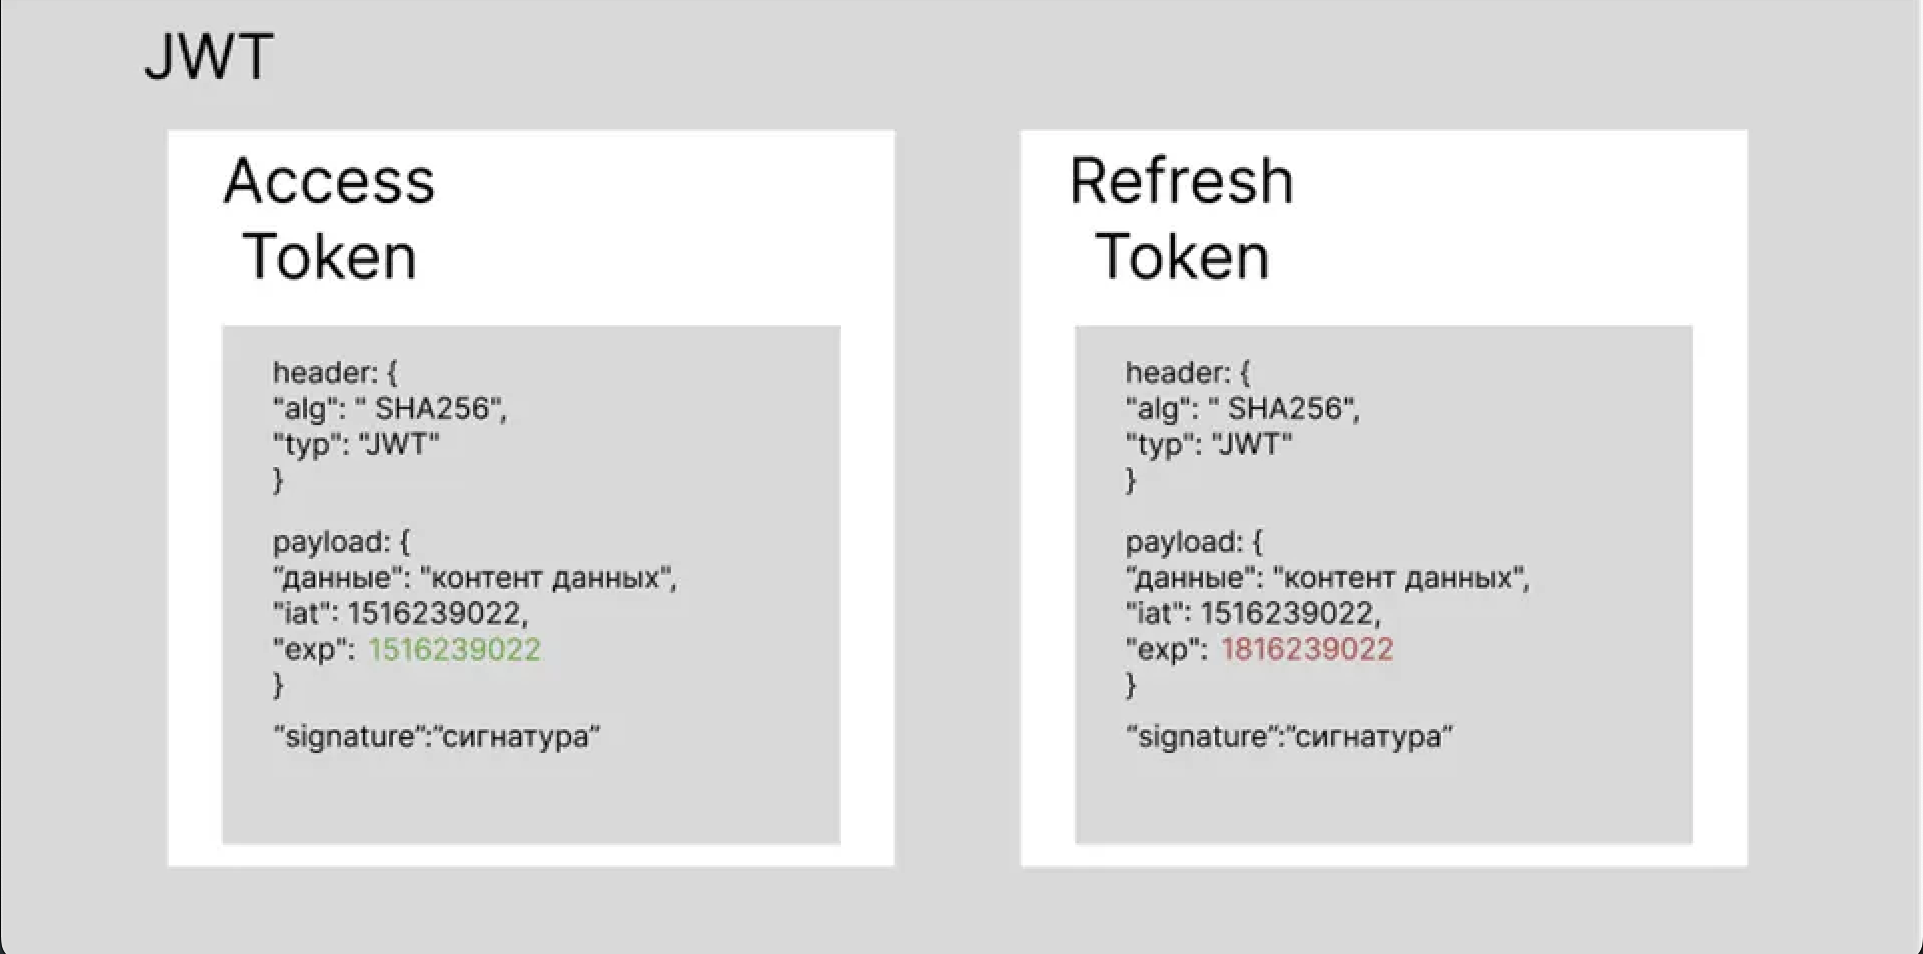 JWT
Access
Token
header: {
"alg": " SHA256",
"typ": "JWT"
}
payload: {
“данные": "контент данных",
"iat": 1516239022,
"exp": 1516239022
}
“signature”:”сигнатура”
Refresh
Token
header: {
"alg": " SHA256",
"typ": "JWT"
}
payload: {
“данные": "контент данных",
"iat": 1516239022,
"exp": 1816239022
}
“signature”:”сигнатура”